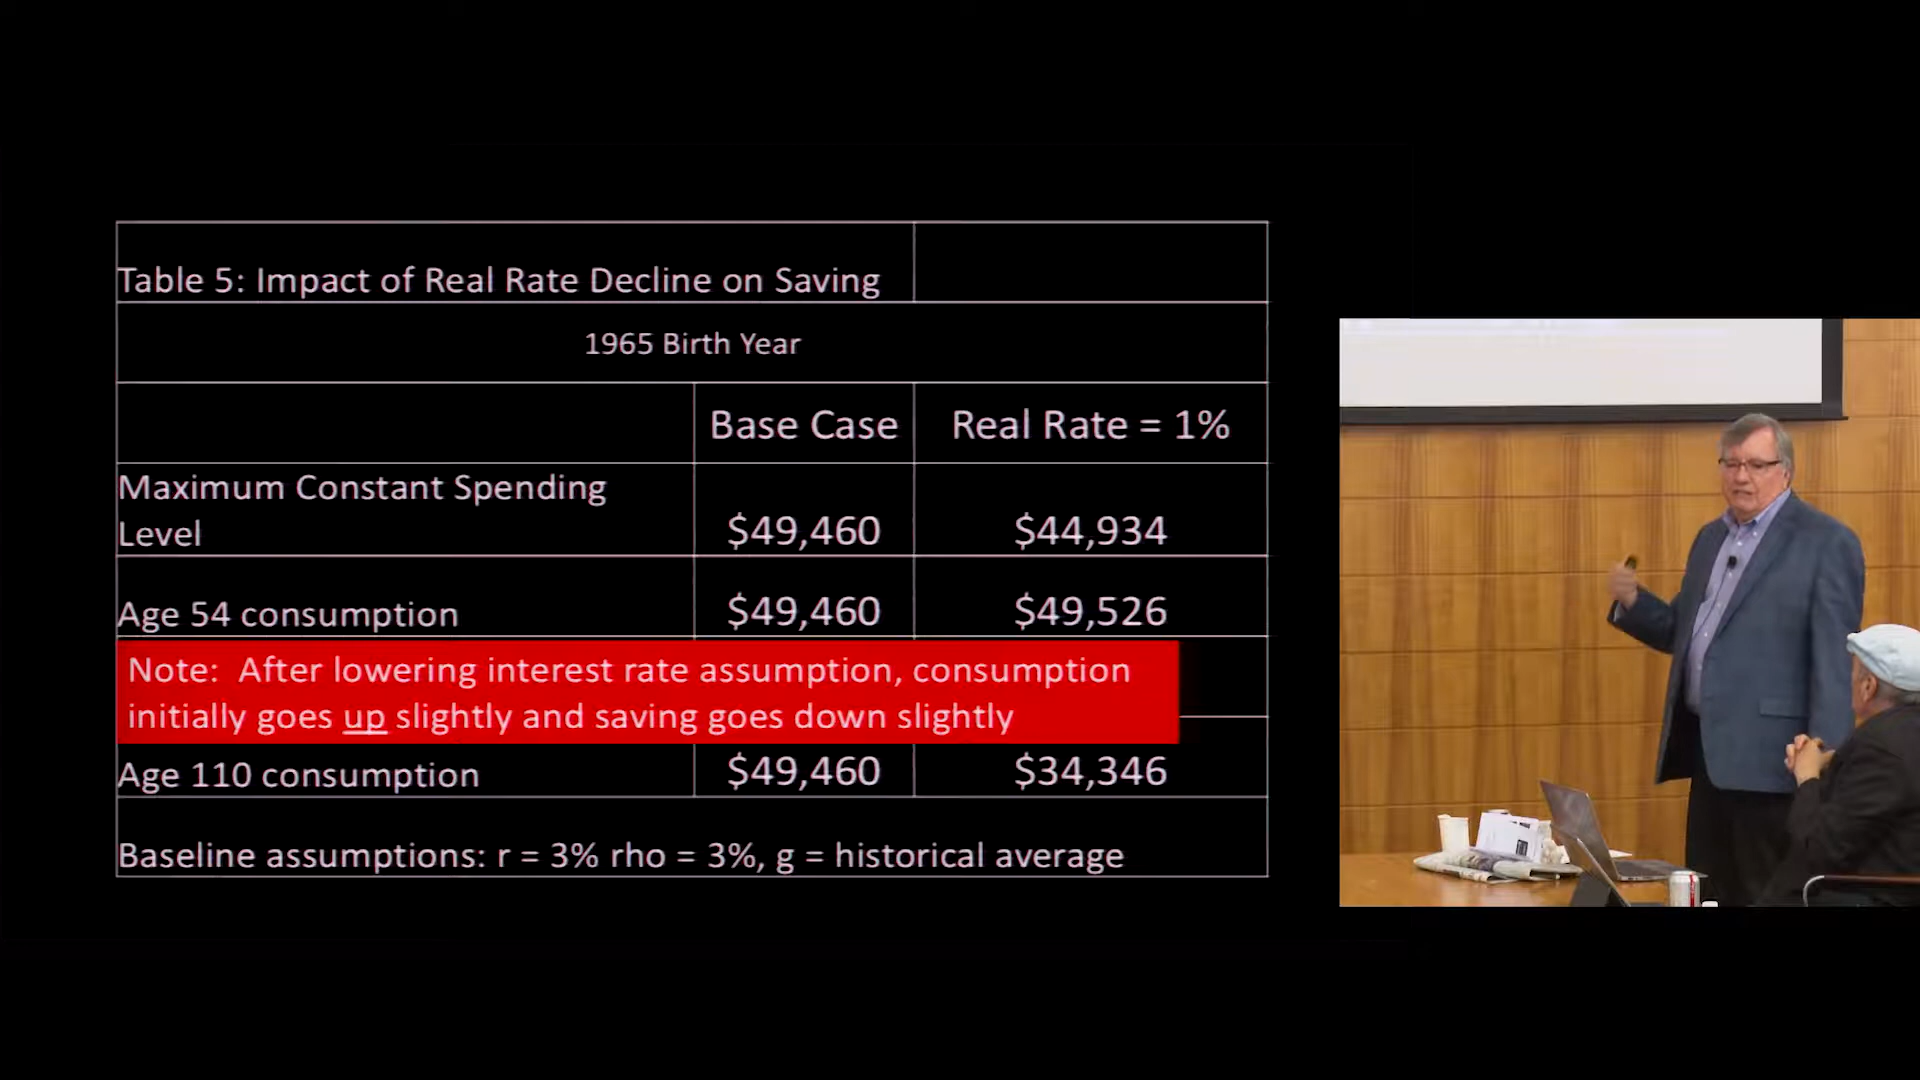 Table 5: Impact of Real Rate Decline on Saving
1965 Birth Year
Base Case Real Rate = 1%
Maximum Constant Spending
Level $49,460 $44,934
Age 54 consumption $49,460 $49,526
Note: After lowering interest rate assumption, consumption
initially goes up slightly and saving goes down slightly
Age 110 consumption $49,460 $34,346
Baseline assumptions: r = 3% rho = 3%, g = historical average